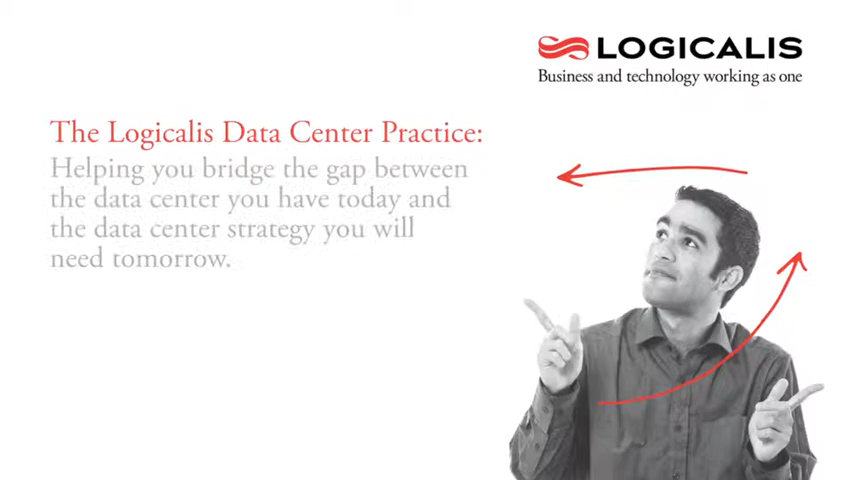 LOGICALIS
Business and technology working as one
The Logicalis Data Center Practice:
Helping you bridge the gap between
the data center you have today and
the data center strategy you will
need tomorrow.